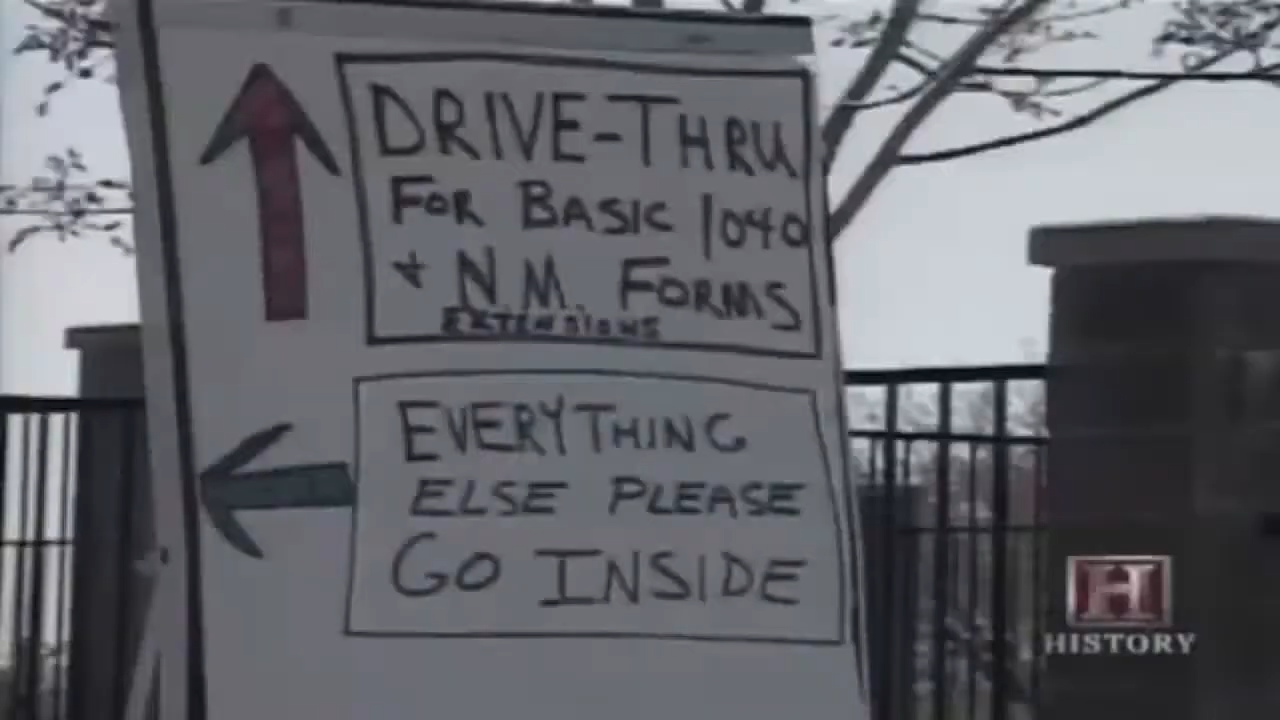 DRIVE-THRU
FOR BASIC 1040
+ N.M. FORMS
EXTENSIONS
EVERYTHING
ELSE PLEASE
GO INSIDE
H
HISTORY